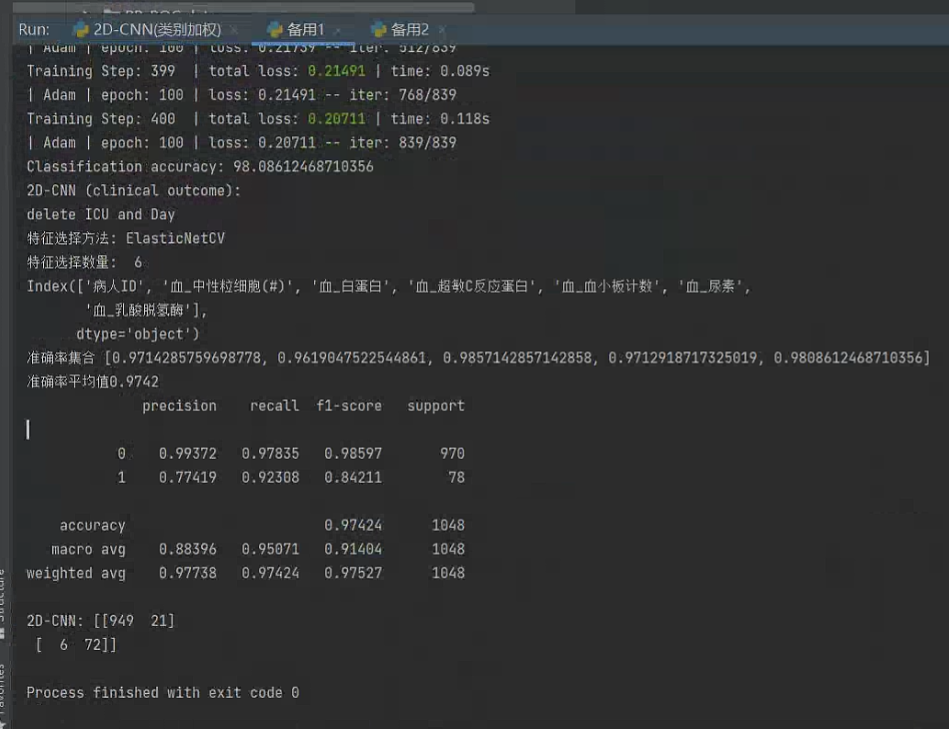 Run: 2D-CNN(类别加权) 备用1 备用2
| Adam | epoch: 100 | loss: 0.21739 -- iter: 512/839
Training Step: 399 | total loss: 0.21491 | time: 0.089s
| Adam | epoch: 100 | loss: 0.21491 -- iter: 768/839
Training Step: 400 | total loss: 0.20711 | time: 0.118s
| Adam | epoch: 100 | loss: 0.20711 -- iter: 839/839
Classification accuracy: 98.08612468710356
2D-CNN (clinical outcome):
delete ICU and Day
特征选择方法: ElasticNetCV
特征选择数量: 6
Index(['病人ID', '血_中性粒细胞(#)', '血_白蛋白', '血_超敏C反应蛋白', '血_血小板计数', '血_尿素',
'血_乳酸脱氢酶'],
dtype='object')
准确率集合 [0.9714285759698778, 0.9619047522544861, 0.9857142857142858, 0.9712918717325019, 0.9808612468710356]
准确率平均值0.9742
precision recall f1-score support
0 0.99372 0.97835 0.98597 970
1 0.77419 0.92308 0.84211 78
accuracy 0.97424 1048
macro avg 0.88396 0.95071 0.91404 1048
weighted avg 0.97738 0.97424 0.97527 1048
2D-CNN: [[949 21]
[ 6 72]]
Process finished with exit code 0